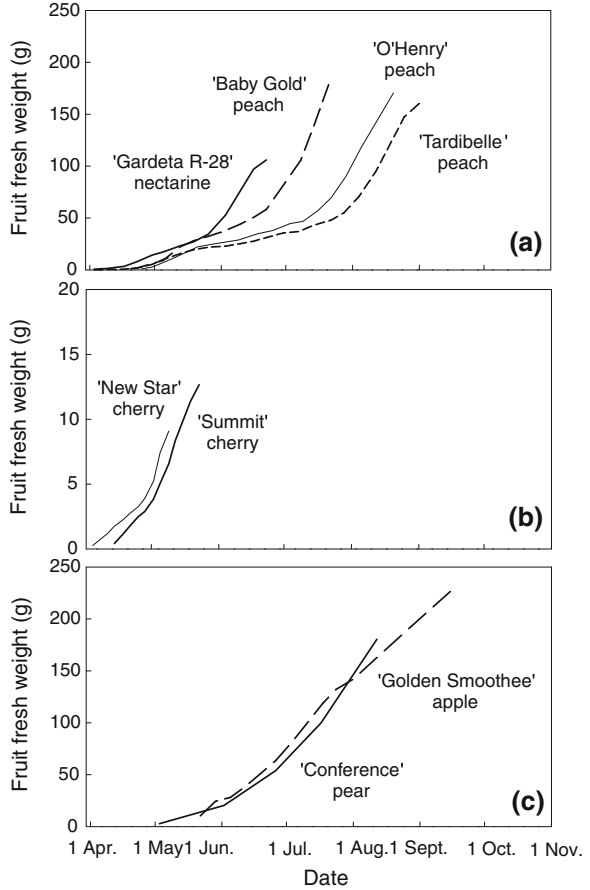 250
200
150
100
50
0
Fruit fresh weight (g)
'O'Henry'
peach
'Baby Gold'
peach
'Gardeta R-28'
nectarine
'Tardibelle'
peach
(a)
20
15
10
5
0
Fruit fresh weight (g)
'New Star'
cherry
'Summit'
cherry
(b)
250
200
150
100
50
0
Fruit fresh weight (g)
'Golden Smoothee'
apple
'Conference'
pear
(c)
1 Apr. 1 May 1 Jun. 1 Jul. 1 Aug. 1 Sept. 1 Oct. 1 Nov.
Date